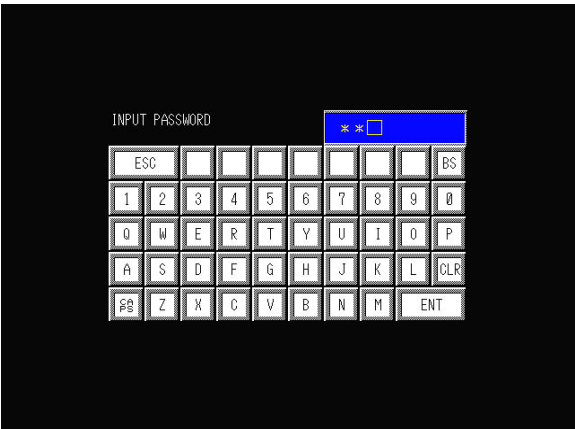 INPUT PASSWORD
**
ESC BS
1 2 3 4 5 6 7 8 9 0
Q W E R T Y U I O P
A S D F G H J K L CLR
CAPS Z X C V B N M ENT